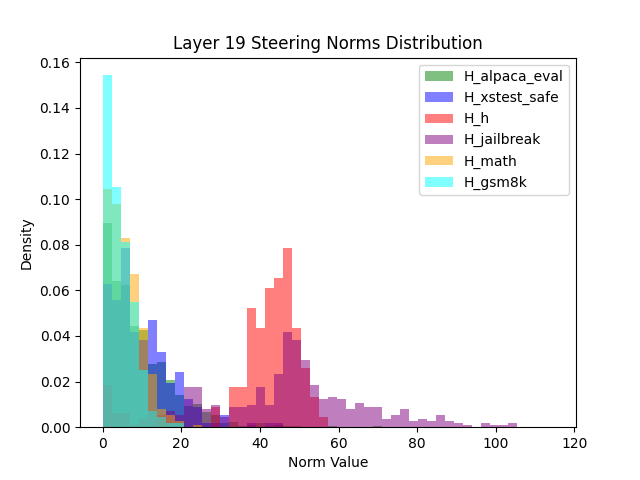 Layer 19 Steering Norms Distribution
0.16
0.14
0.12
0.10
0.08
0.06
0.04
0.02
0.00
Density
H_alpaca_eval
H_xstest_safe
H_h
H_jailbreak
H_math
H_gsm8k
0 20 40 60 80 100 120
Norm Value